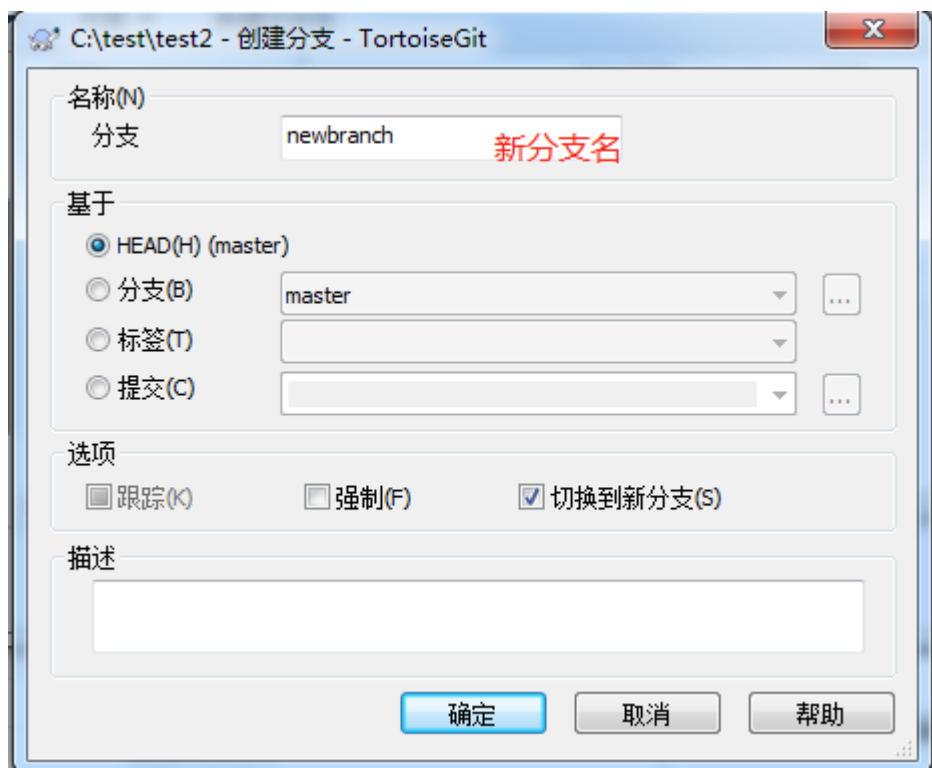 C:\test\test2 - 创建分支 - TortoiseGit
名称(N)
分支 newbranch 新分支名
基于
HEAD(H) (master)
分支(B) master ...
标签(T)
提交(C) ...
选项
跟踪(K) 强制(F) 切换到新分支(S)
描述
确定 取消 帮助